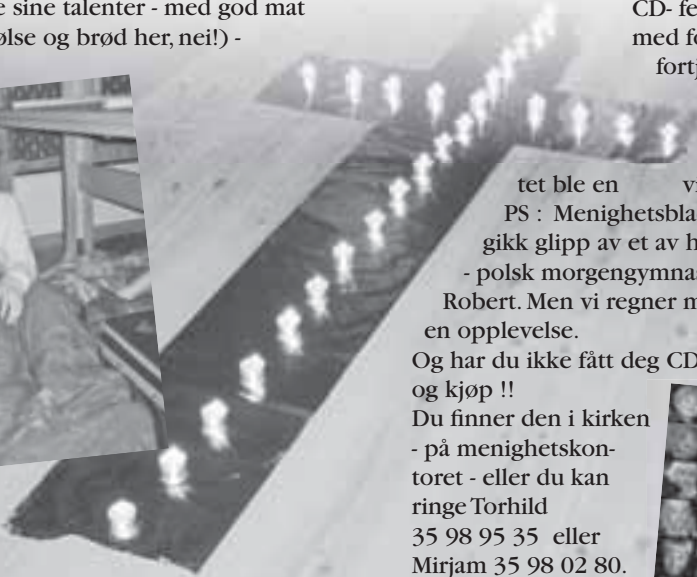 e sine talenter - med god mat
ølse og brød her, nei!) -
CD- fe
med fo
fortj
tet ble en vi
PS : Menighetsbla
gikk glipp av et av h
- polsk morgengymna
Robert. Men vi regner m
en opplevelse.
Og har du ikke fått deg CD
og kjøp !!
Du finner den i kirken
- på menighetskon-
toret - eller du kan
ringe Torhild
35 98 95 35 eller
Mirjam 35 98 02 80.